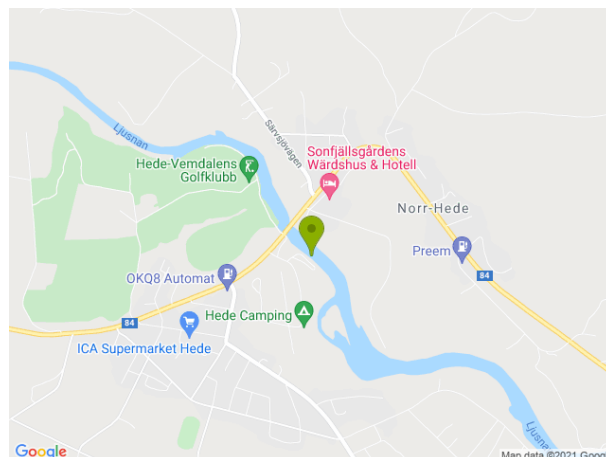 Ljusnan
Särvsjövägen
Sonfjällsgårdens
Wärdshus & Hotell
Hede-Vemdalens
Golfklubb
Norr-Hede
Preem
84
OKQ8 Automat
Hede Camping
84
ICA Supermarket Hede
Ljusnan
Google
Map data ©2021 Goog